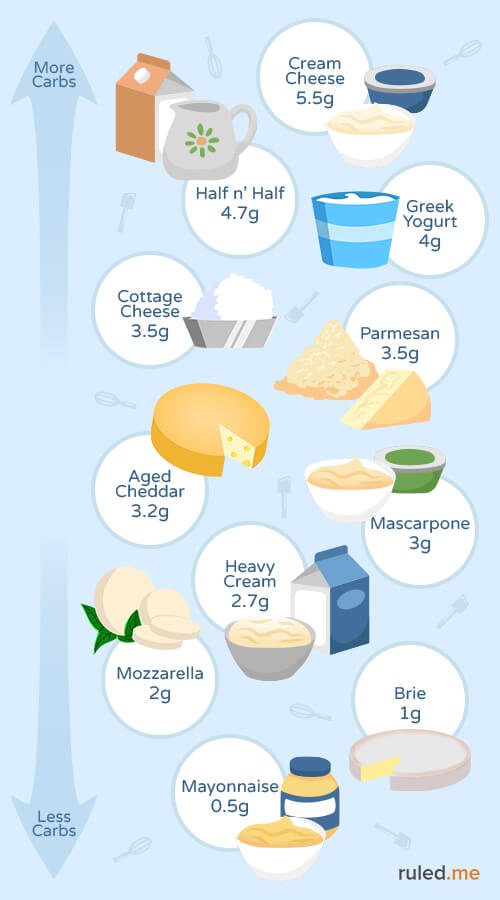 More
Carbs
Cream
Cheese
5.5g
Half n' Half
4.7g
Greek
Yogurt
4g
Cottage
Cheese
3.5g
Parmesan
3.5g
Aged
Cheddar
3.2g
Mascarpone
3g
Heavy
Cream
2.7g
Mozzarella
2g
Brie
1g
Mayonnaise
0.5g
Less
Carbs
ruled.me